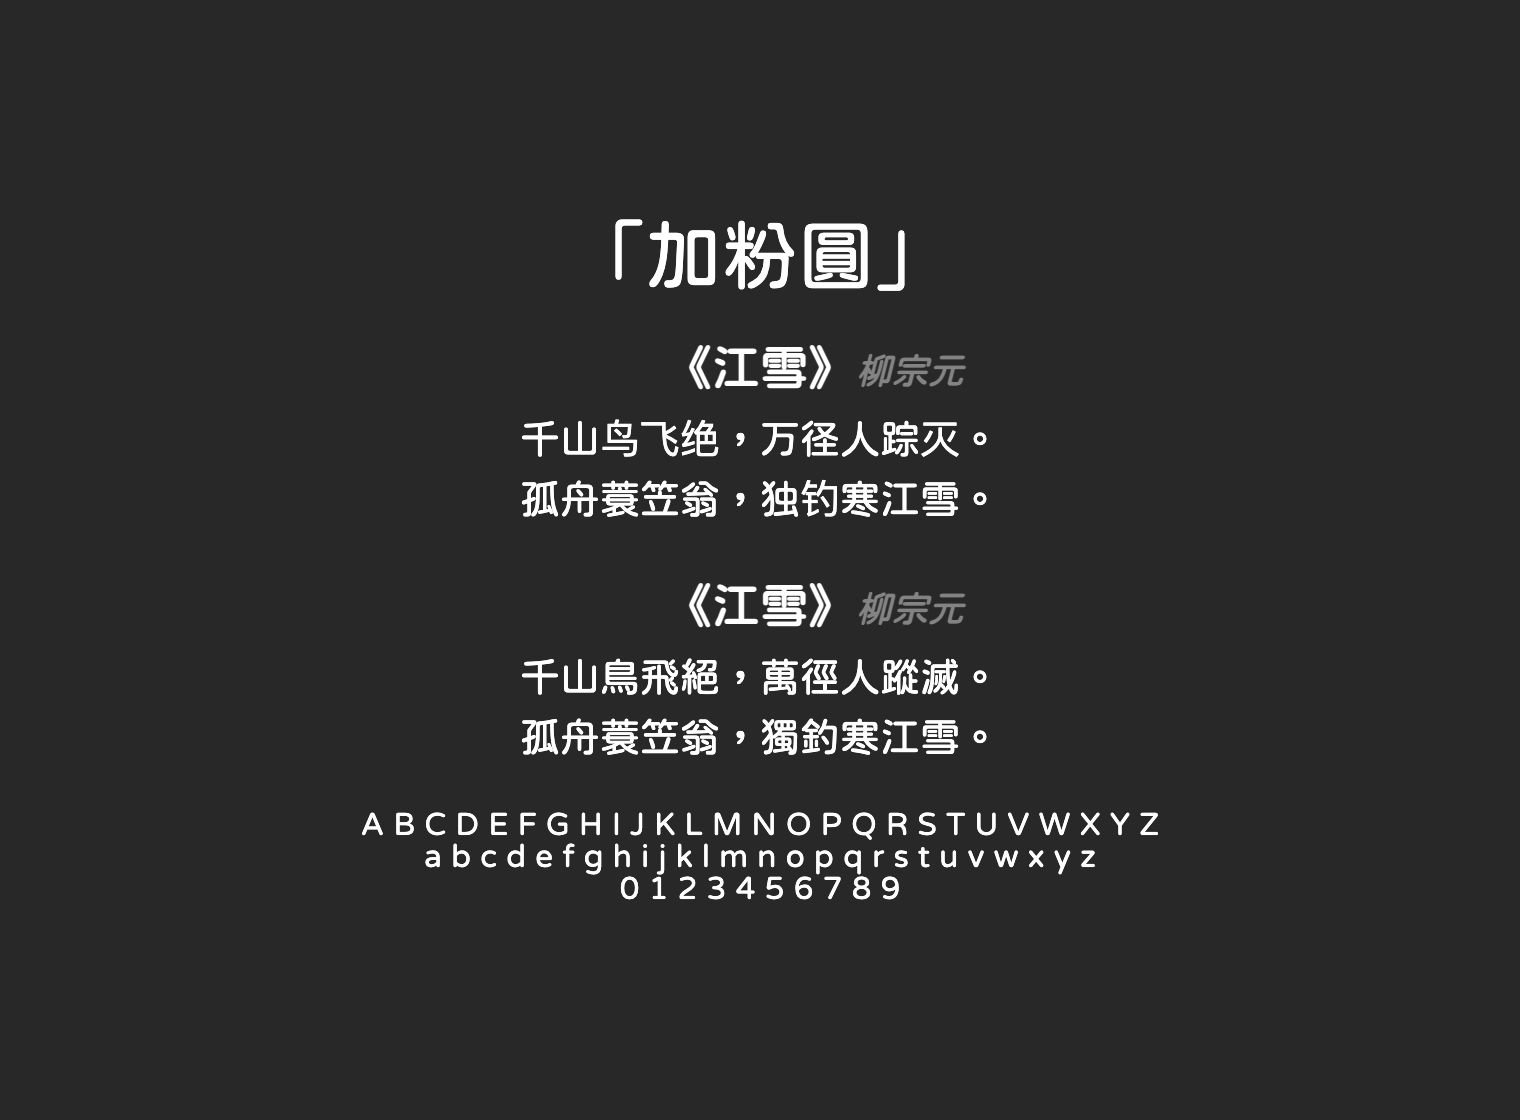 「加粉圓」
《江雪》 柳宗元
千山鸟飞绝，万径人踪灭。
孤舟蓑笠翁，独钓寒江雪。
《江雪》 柳宗元
千山鳥飛絕，萬徑人蹤滅。
孤舟蓑笠翁，獨釣寒江雪。
A B C D E F G H I J K L M N O P Q R S T U V W X Y Z
a b c d e f g h i j k l m n o p q r s t u v w x y z
0 1 2 3 4 5 6 7 8 9